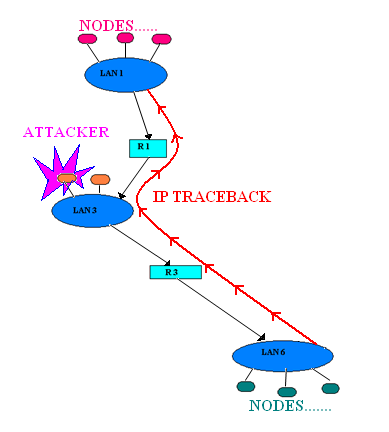 NODES......
LAN 1
ATTACKER
R 1
IP TRACEBACK
LAN 3
R 3
LAN 6
NODES.......